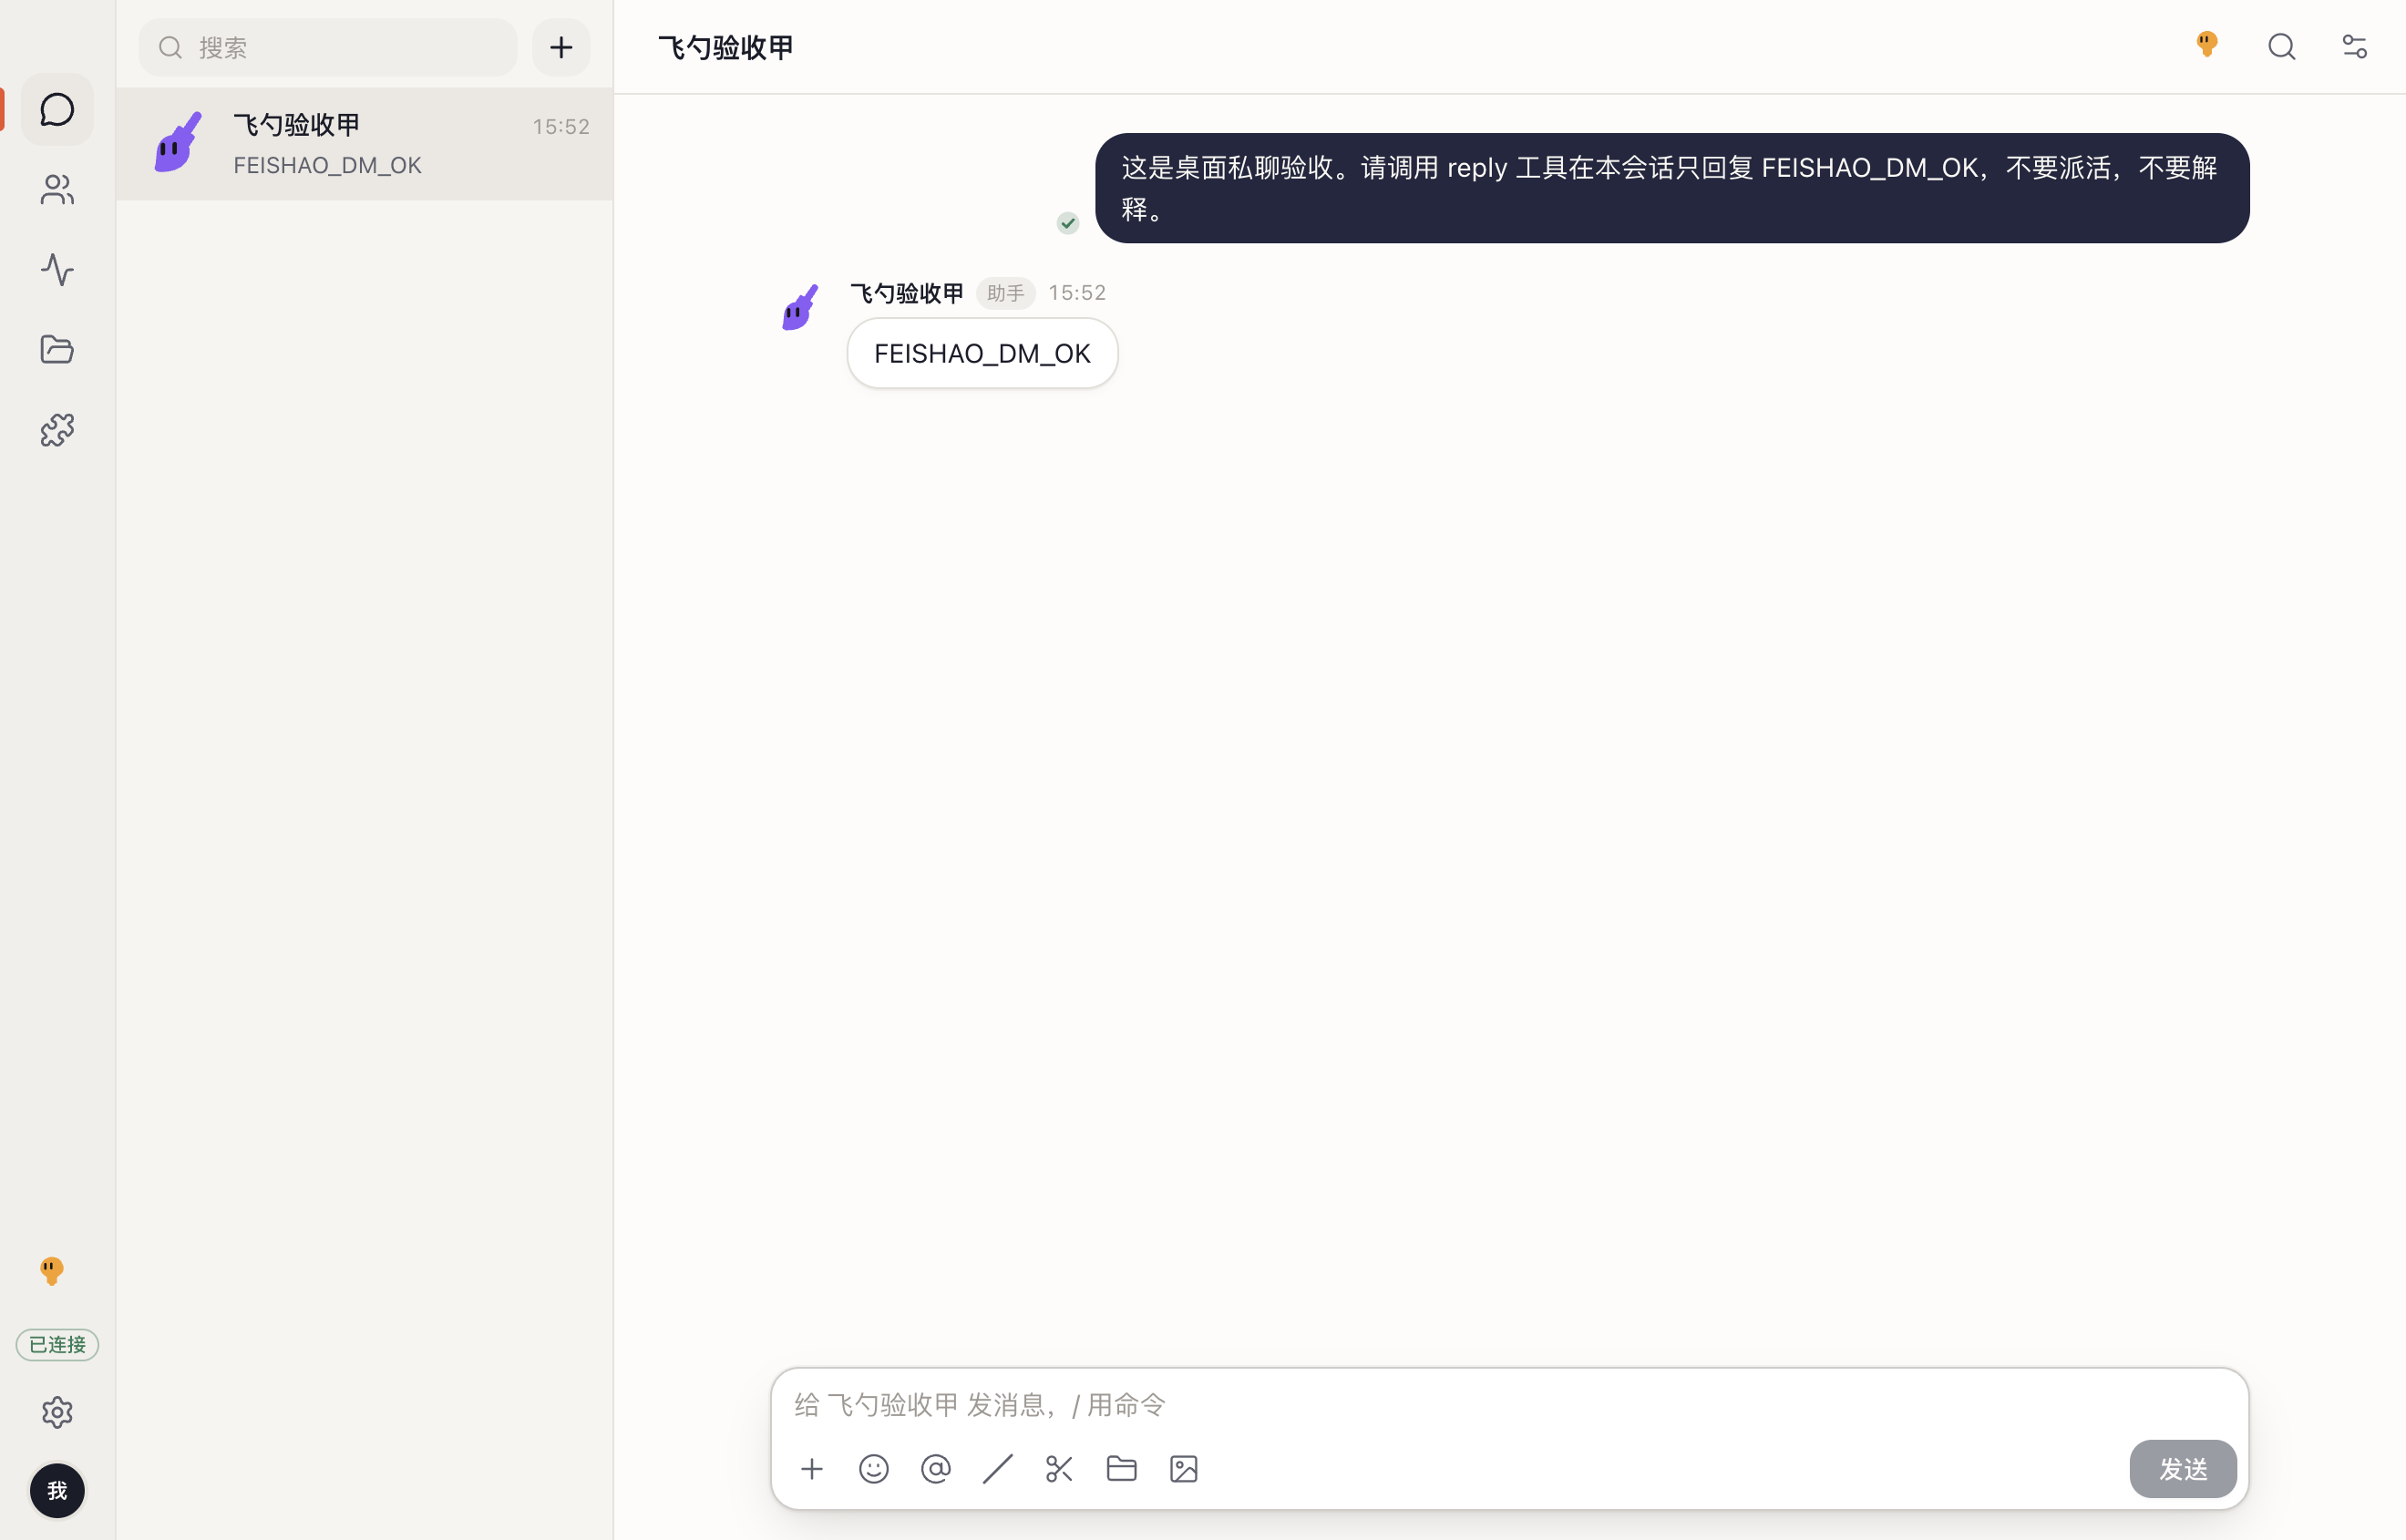 搜索
飞勺验收甲
15:52
FEISHAO_DM_OK
已连接
我
飞勺验收甲
这是桌面私聊验收。请调用 reply 工具在本会话只回复 FEISHAO_DM_OK，不要派活，不要解
释。
飞勺验收甲 助手 15:52
FEISHAO_DM_OK
给 飞勺验收甲 发消息，/ 用命令
发送